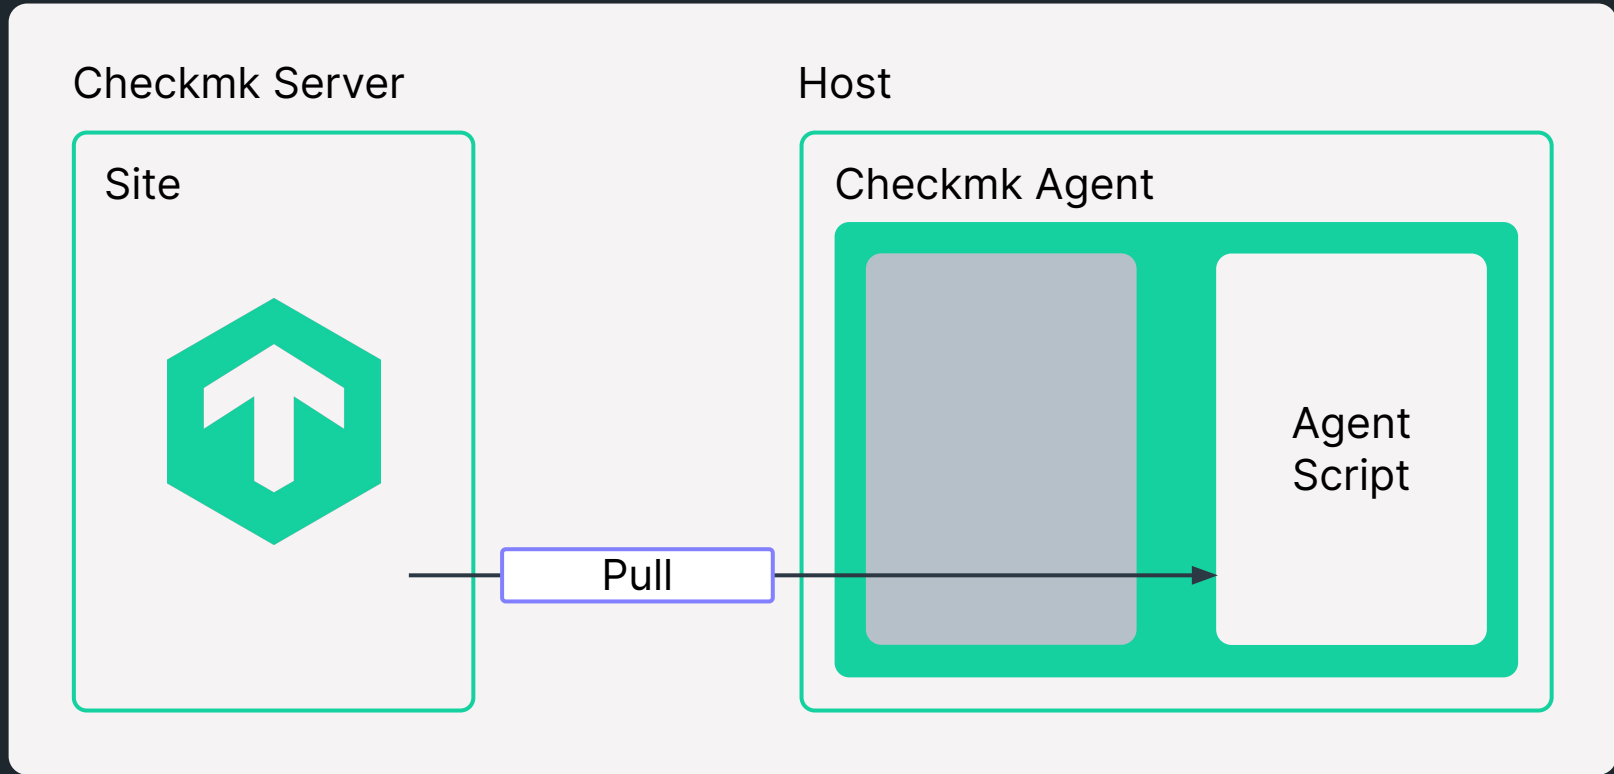 Checkmk Server
Host
Site
Checkmk Agent
Agent
Script
Pull